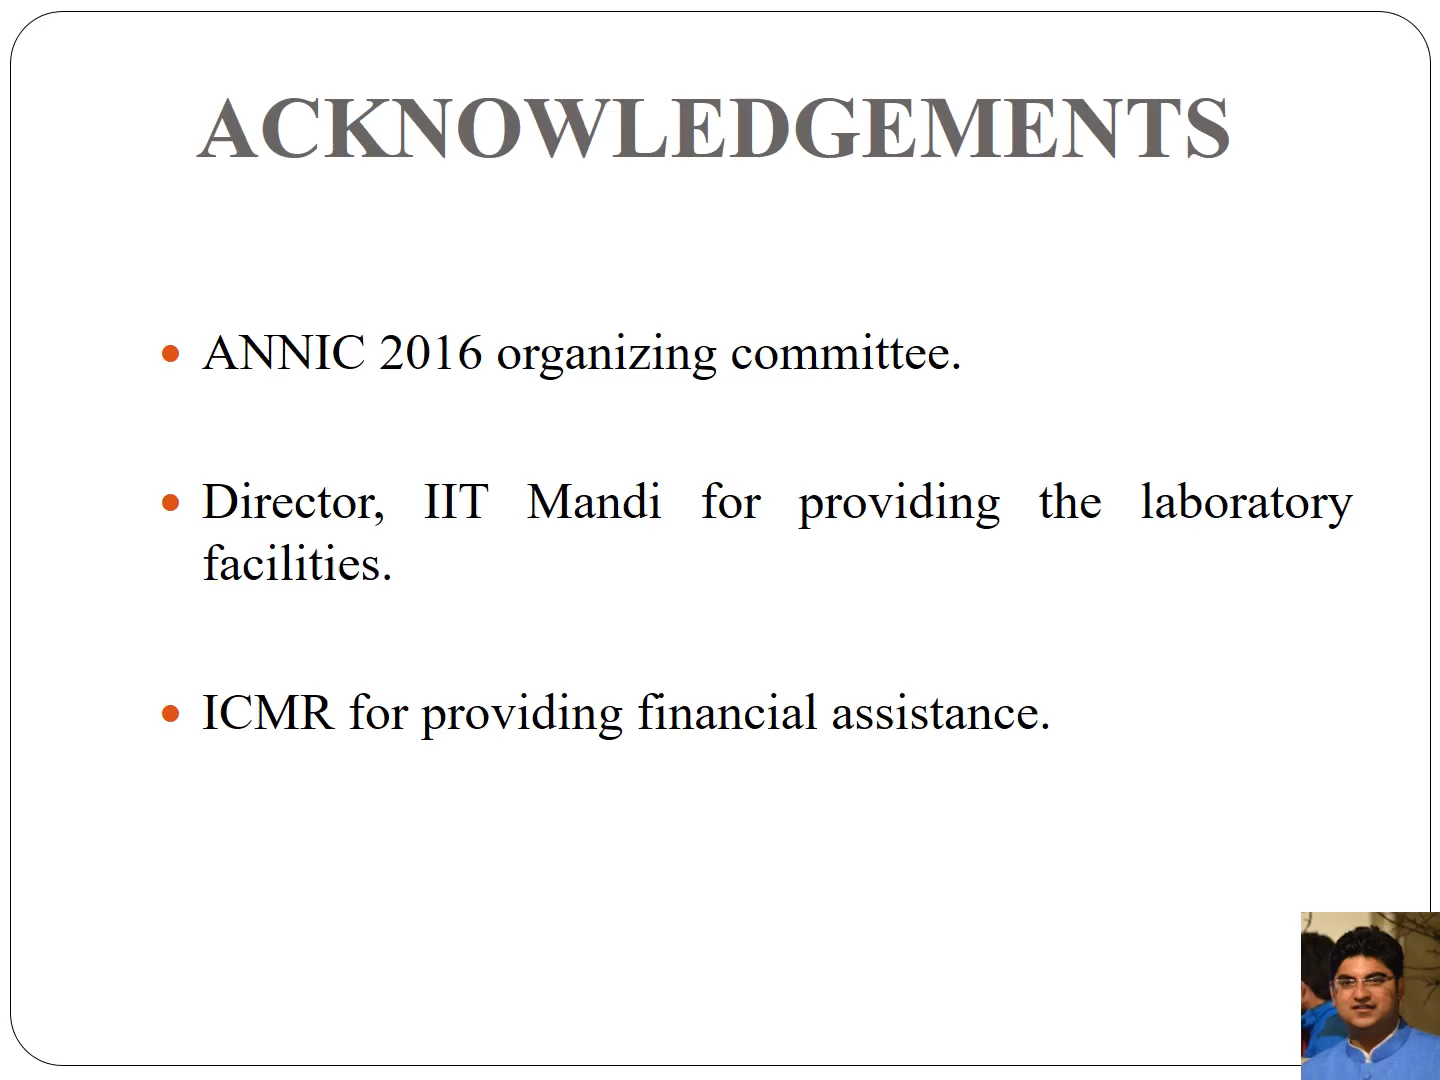 ACKNOWLEDGEMENTS
• ANNIC 2016 organizing committee.
• Director, IIT Mandi for providing the laboratory
facilities.
• ICMR for providing financial assistance.